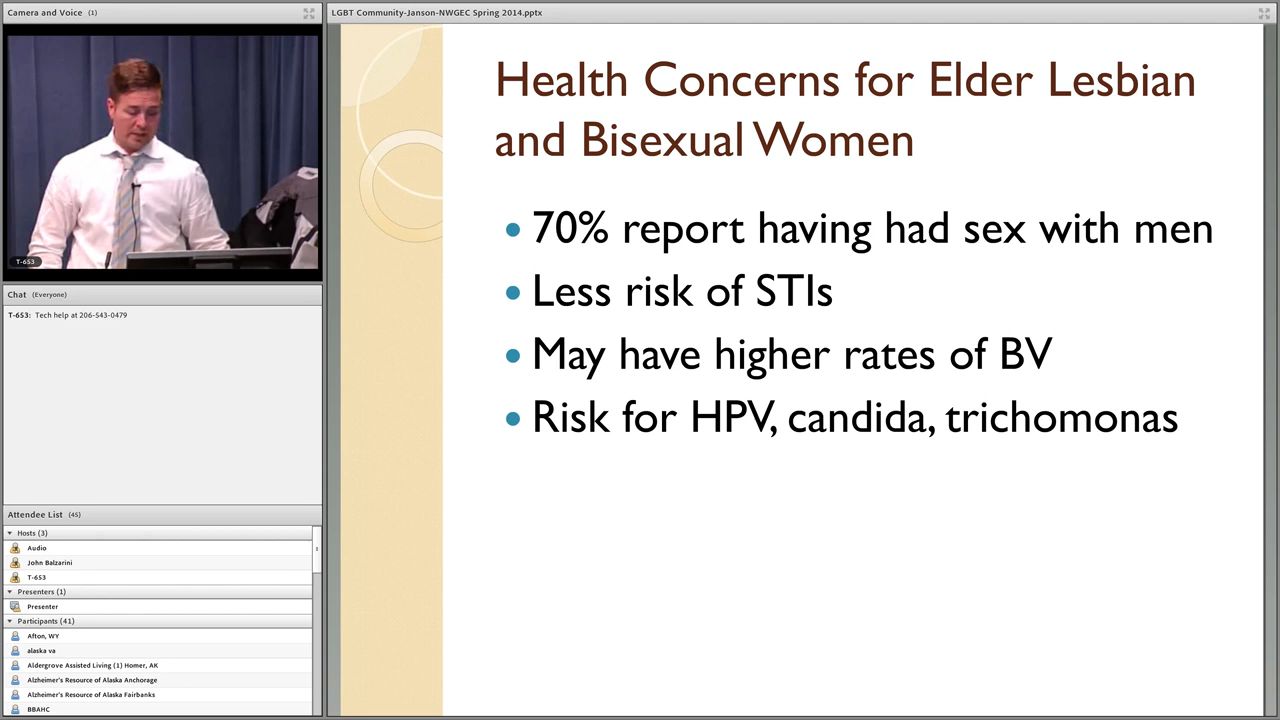 Camera and Voice (1)
T-653
Chat (Everyone)
T-653: Tech help at 206-543-0479
Attendee List (45)
Hosts (3)
Audio
John Balzarini
T-653
Presenters (1)
Presenter
Participants (41)
Afton, WY
alaska va
Aldergrove Assisted Living (1) Homer, AK
Alzheimer's Resource of Alaska Anchorage
Alzheimer's Resource of Alaska Fairbanks
BBAHC
LGBT Community-Janson-NWGEC Spring 2014.pptx
Health Concerns for Elder Lesbian
and Bisexual Women
• 70% report having had sex with men
• Less risk of STIs
• May have higher rates of BV
• Risk for HPV, candida, trichomonas